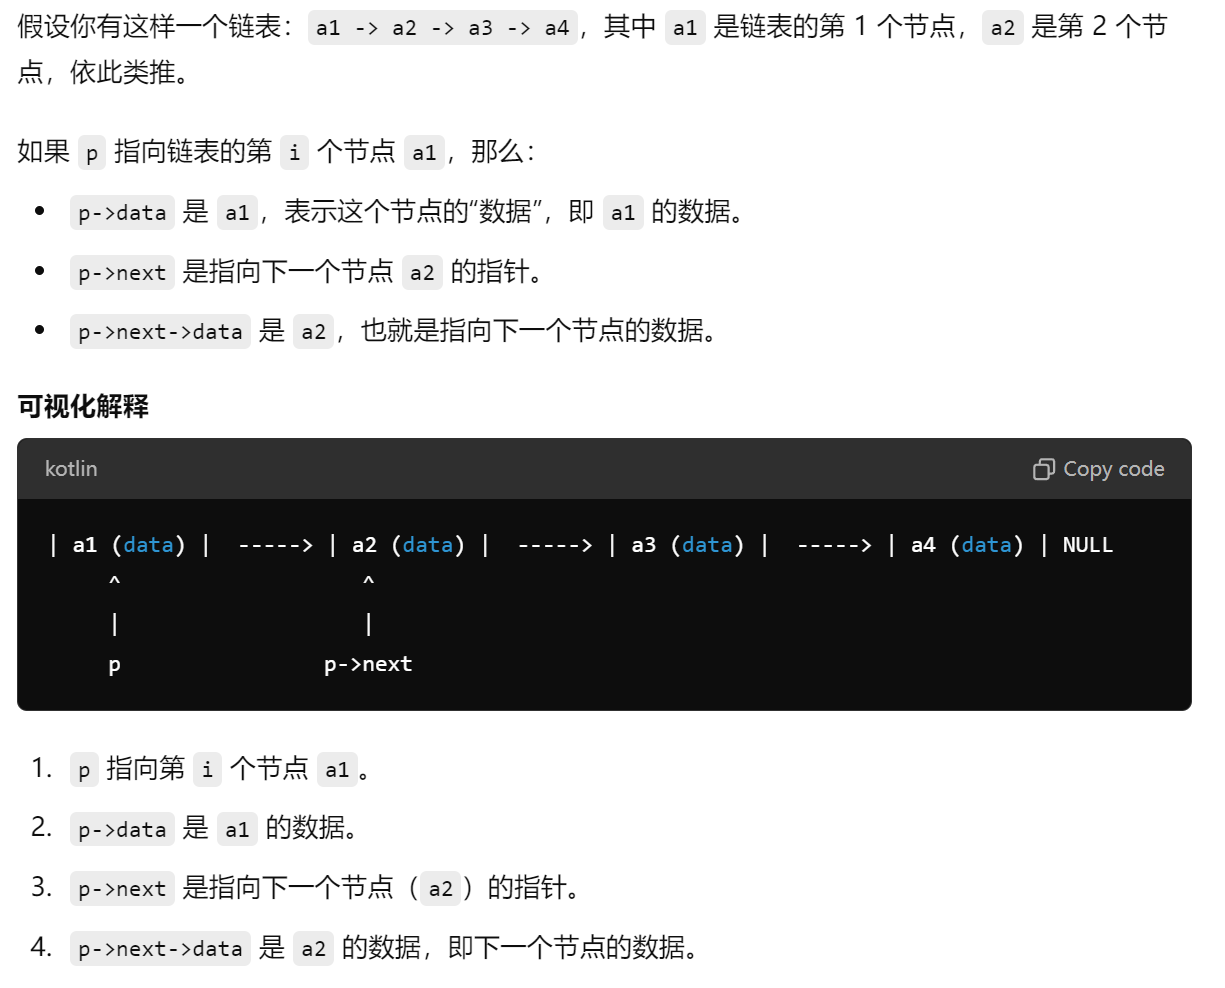 假设你有这样一个链表：a1 -> a2 -> a3 -> a4，其中 a1 是链表的第 1 个节点，a2 是第 2 个节
点，依此类推。
如果 p 指向链表的第 i 个节点 a1，那么：
• p->data 是 a1，表示这个节点的“数据”，即 a1 的数据。
• p->next 是指向下一个节点 a2 的指针。
• p->next->data 是 a2，也就是指向下一个节点的数据。
可视化解释
kotlin Copy code
| a1 (data) |  -----> | a2 (data) |  -----> | a3 (data) |  -----> | a4 (data) | NULL
^ ^
| |
p p->next
1. p 指向第 i 个节点 a1。
2. p->data 是 a1 的数据。
3. p->next 是指向下一个节点（a2）的指针。
4. p->next->data 是 a2 的数据，即下一个节点的数据。